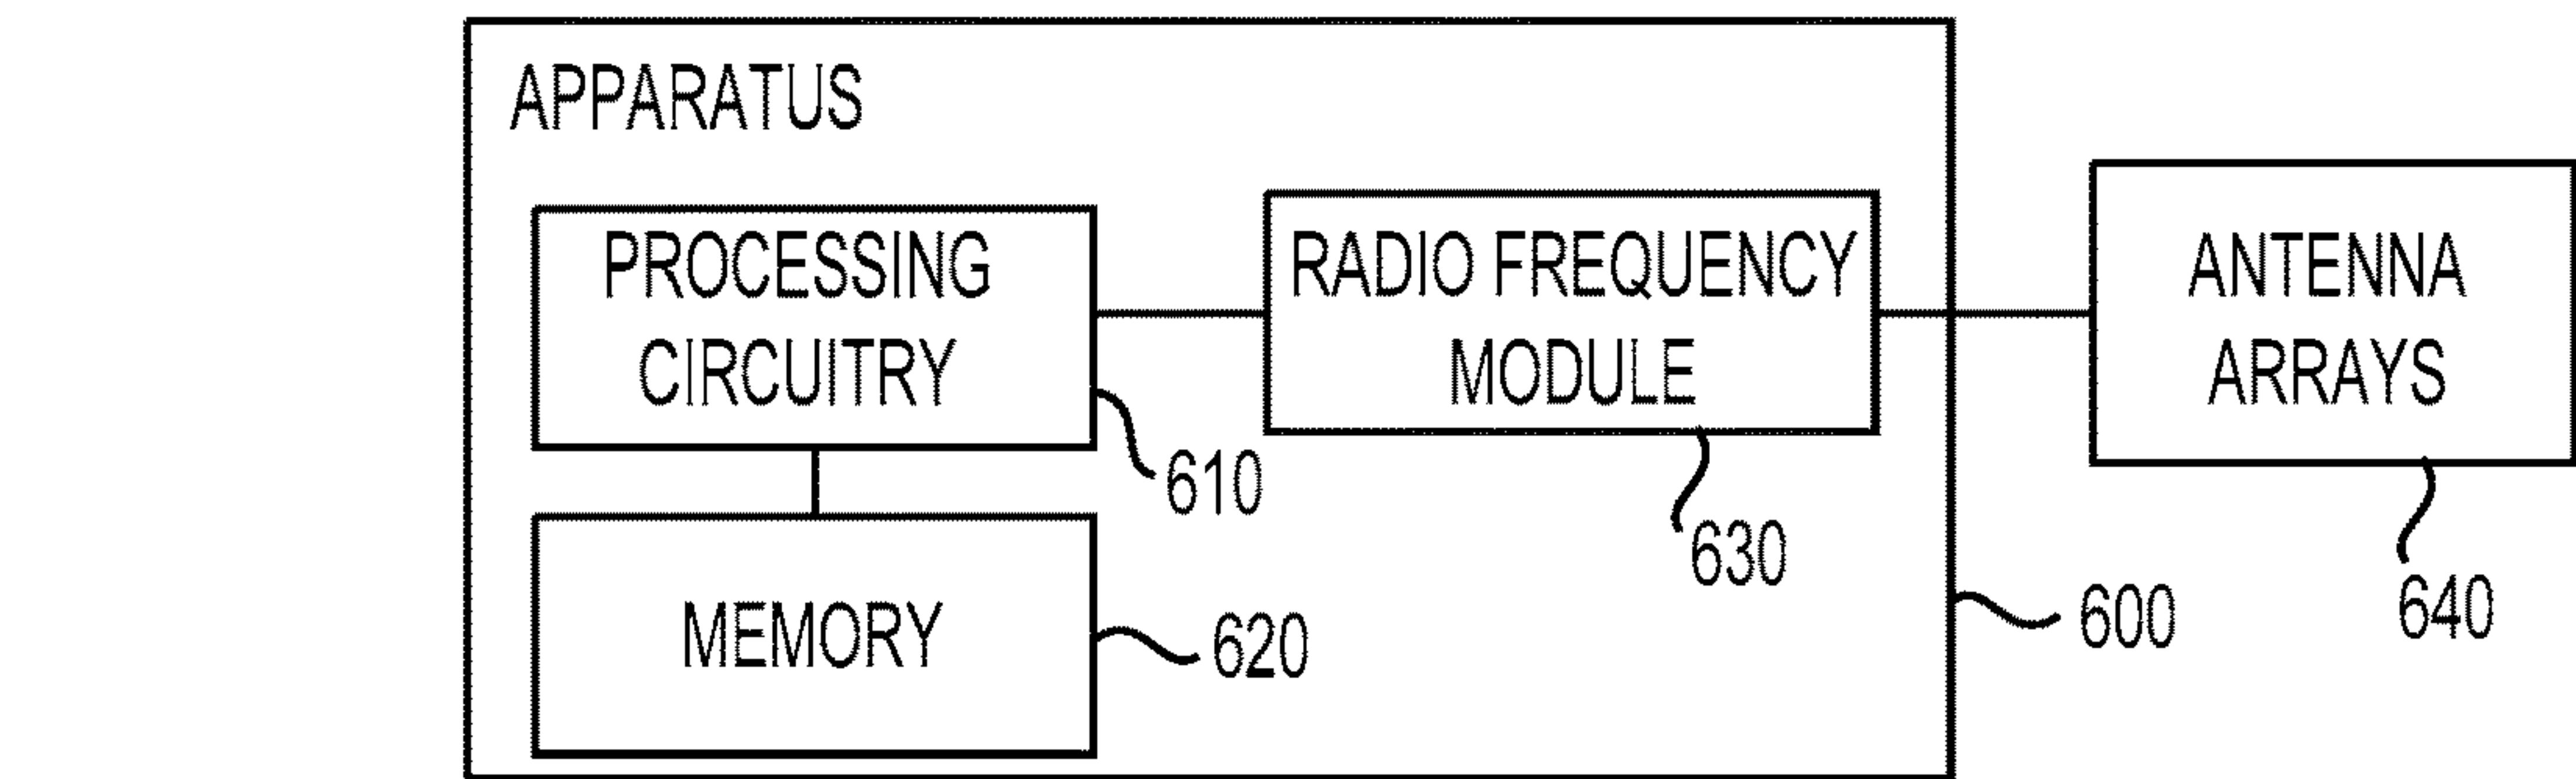 APPARATUS
PROCESSING
CIRCUITRY
610
RADIO FREQUENCY
MODULE
630
ANTENNA
ARRAYS
640
MEMORY
620
600